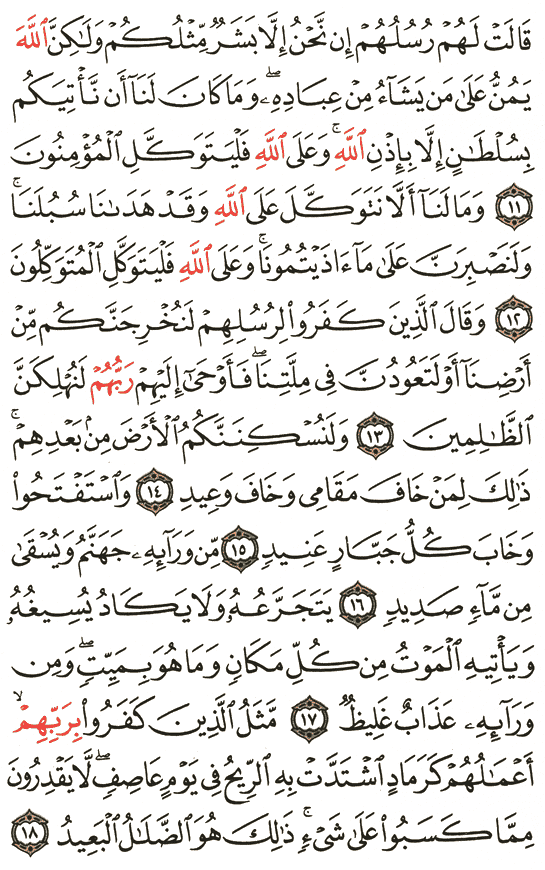 قَالَتْ لَهُمْ رُسُلُهُمْ إِن نَّحْنُ إِلَّا بَشَرٌ مِّثْلُكُمْ وَلَٰكِنَّ ٱللَّهَ
يَمُنُّ عَلَىٰ مَن يَشَآءُ مِنْ عِبَادِهِۦ ۖ وَمَا كَانَ لَنَآ أَن نَّأْتِيَكُم
بِسُلْطَٰنٍ إِلَّا بِإِذْنِ ٱللَّهِ ۚ وَعَلَى ٱللَّهِ فَلْيَتَوَكَّلِ ٱلْمُؤْمِنُونَ
١١ وَمَا لَنَآ أَلَّا نَتَوَكَّلَ عَلَى ٱللَّهِ وَقَدْ هَدَىٰنَا سُبُلَنَا ۚ
وَلَنَصْبِرَنَّ عَلَىٰ مَآ ءَاذَيْتُمُونَا ۚ وَعَلَى ٱللَّهِ فَلْيَتَوَكَّلِ ٱلْمُتَوَكِّلُونَ
١٢ وَقَالَ ٱلَّذِينَ كَفَرُوا۟ لِرُسُلِهِمْ لَنُخْرِجَنَّكُم مِّنْ
أَرْضِنَآ أَوْ لَتَعُودُنَّ فِى مِلَّتِنَا ۖ فَأَوْحَىٰٓ إِلَيْهِمْ رَبُّهُمْ لَنُهْلِكَنَّ
ٱلظَّٰلِمِينَ ١٣ وَلَنُسْكِنَنَّكُمُ ٱلْأَرْضَ مِنۢ بَعْدِهِمْ ۚ
ذَٰلِكَ لِمَنْ خَافَ مَقَامِى وَخَافَ وَعِيدِ ١٤ وَٱسْتَفْتَحُوا۟
وَخَابَ كُلُّ جَبَّارٍ عَنِيدٍ ١٥ مِّن وَرَآئِهِۦ جَهَنَّمُ وَيُسْقَىٰ
مِن مَّآءٍ صَدِيدٍ ١٦ يَتَجَرَّعُهُۥ وَلَا يَكَادُ يُسِيغُهُۥ
وَيَأْتِيهِ ٱلْمَوْتُ مِن كُلِّ مَكَانٍ وَمَا هُوَ بِمَيِّتٍ ۖ وَمِن
وَرَآئِهِۦ عَذَابٌ غَلِيظٌ ١٧ مَّثَلُ ٱلَّذِينَ كَفَرُوا۟ بِرَبِّهِمْ ۖ
أَعْمَٰلُهُمْ كَرَمَادٍ ٱشْتَدَّتْ بِهِ ٱلرِّيحُ فِى يَوْمٍ عَاصِفٍ ۖ لَّا يَقْدِرُونَ
مِمَّا كَسَبُوا۟ عَلَىٰ شَىْءٍ ۚ ذَٰلِكَ هُوَ ٱلضَّلَٰلُ ٱلْبَعِيدُ ١٨